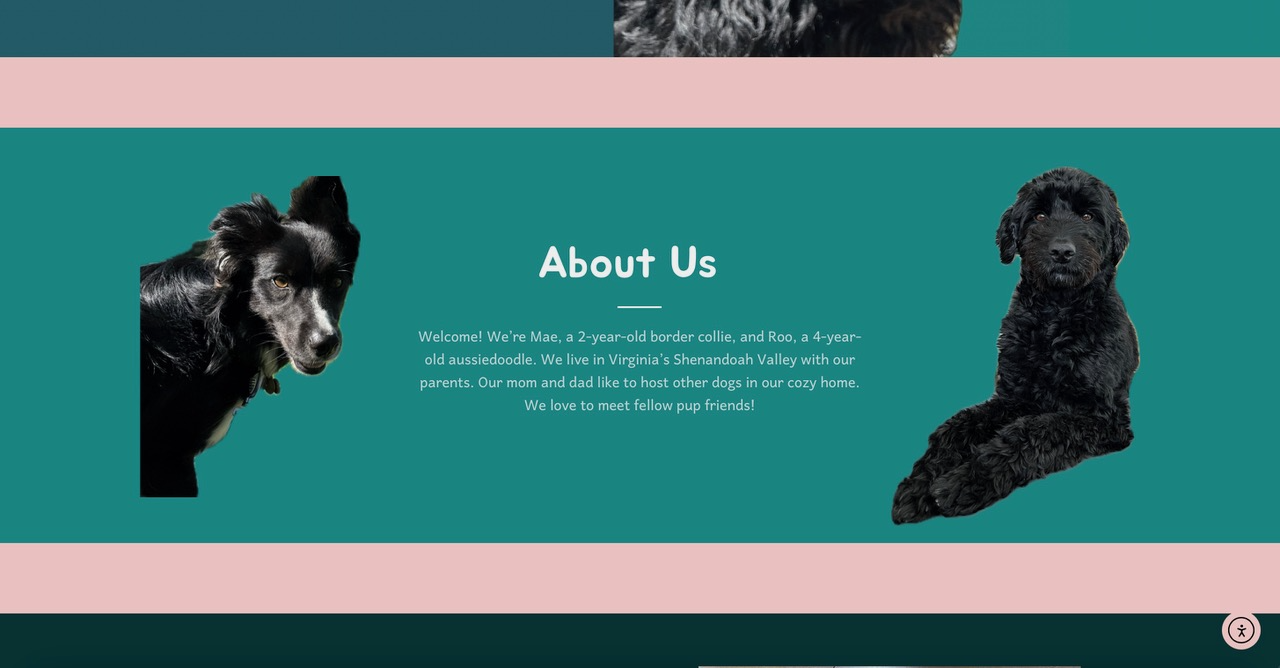 About Us
Welcome! We’re Mae, a 2-year-old border collie, and Roo, a 4-year-
old aussiedoodle. We live in Virginia’s Shenandoah Valley with our
parents. Our mom and dad like to host other dogs in our cozy home.
We love to meet fellow pup friends!